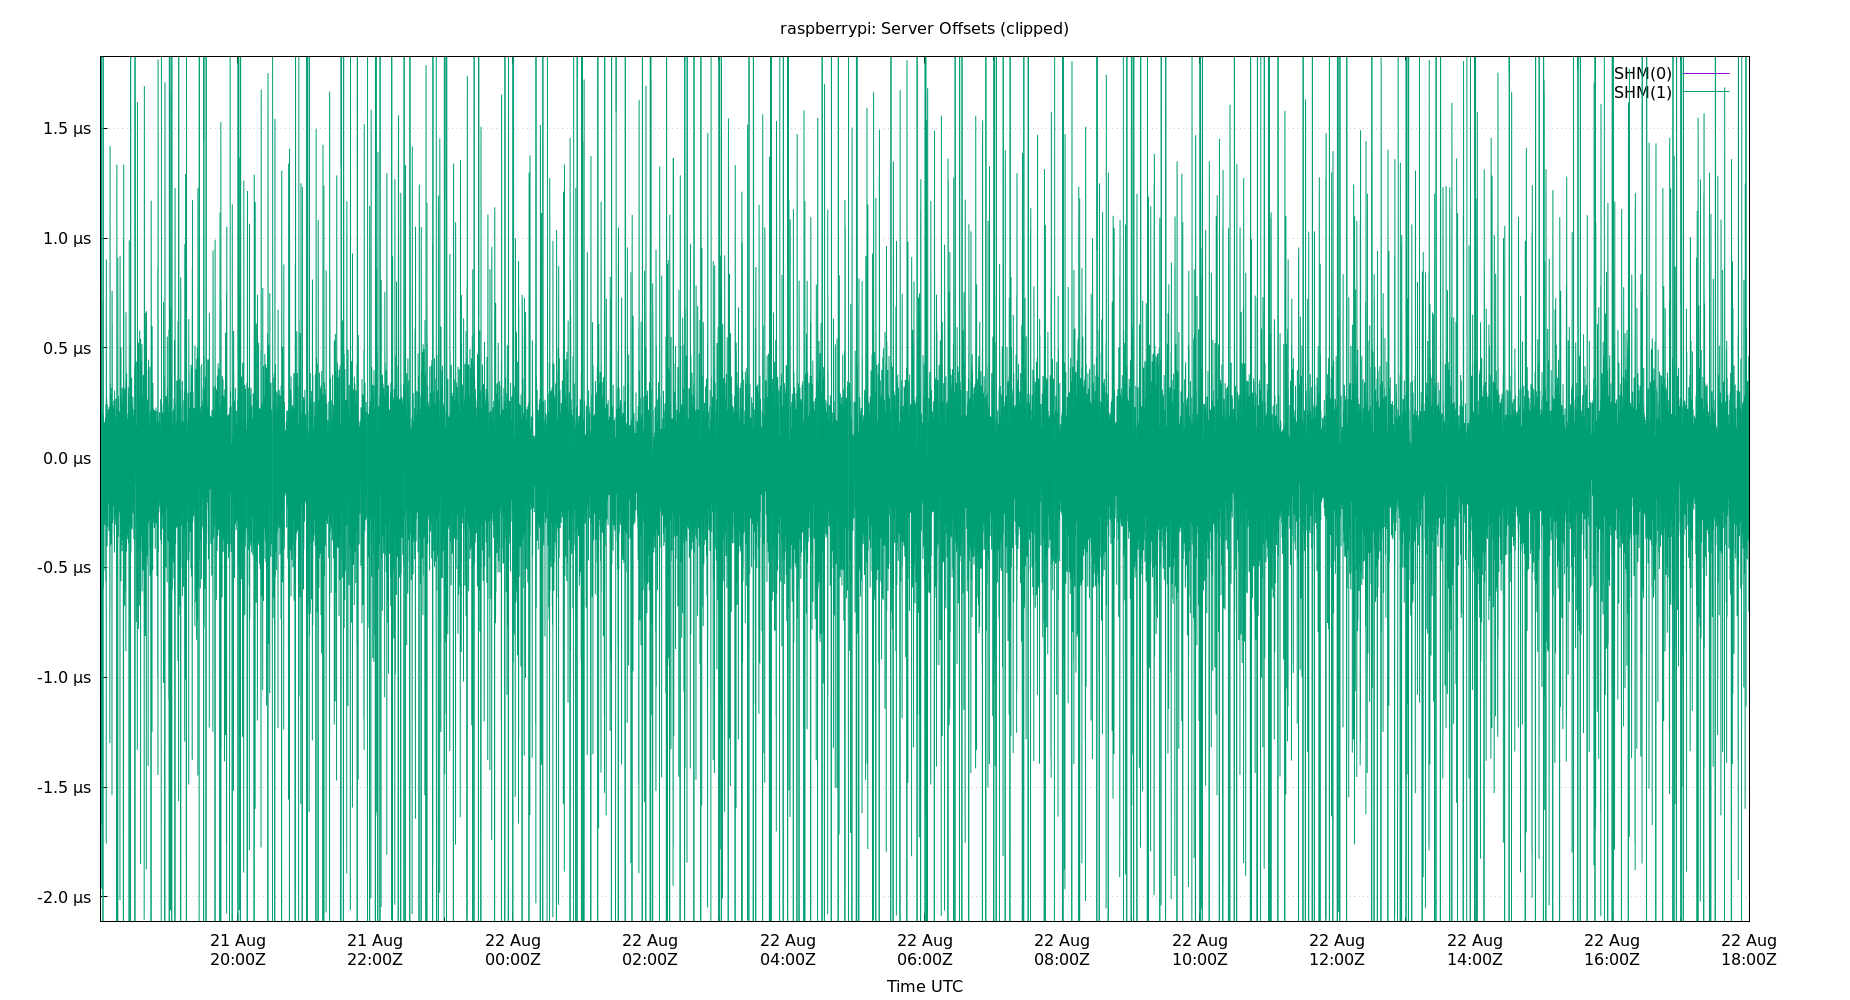 raspberrypi: Server Offsets (clipped)
SHM(0)
SHM(1)
1.5 µs
1.0 µs
0.5 µs
0.0 µs
-0.5 µs
-1.0 µs
-1.5 µs
-2.0 µs
21 Aug 21 Aug 22 Aug 22 Aug 22 Aug 22 Aug 22 Aug 22 Aug 22 Aug 22 Aug 22 Aug 22 Aug
20:00Z 22:00Z 00:00Z 02:00Z 04:00Z 06:00Z 08:00Z 10:00Z 12:00Z 14:00Z 16:00Z 18:00Z
Time UTC